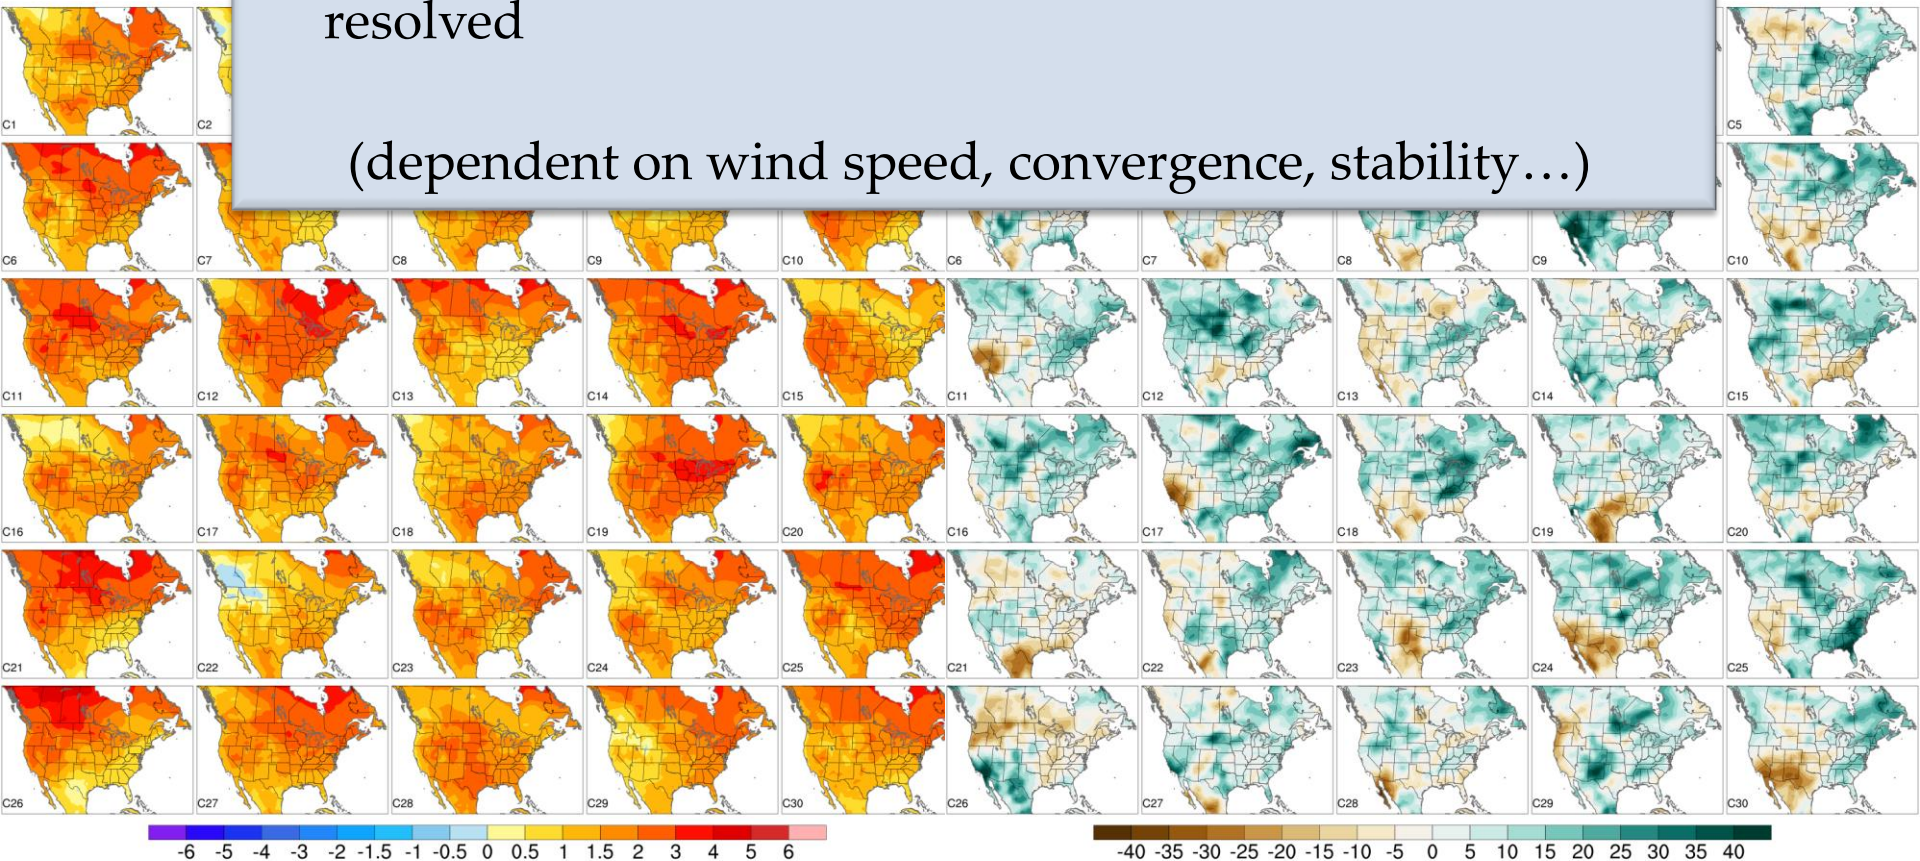 resolved
(dependent on wind speed, convergence, stability…)
C1 C2 C5
C6 C7 C8 C9 C10 C6 C7 C8 C9 C10
C11 C12 C13 C14 C15 C11 C12 C13 C14 C15
C16 C17 C18 C19 C20 C16 C17 C18 C19 C20
C21 C22 C23 C24 C25 C21 C22 C23 C24 C25
C26 C27 C28 C29 C30 C26 C27 C28 C29 C30
-6 -5 -4 -3 -2 -1.5 -1 -0.5 0 0.5 1 1.5 2 3 4 5 6
-40 -35 -30 -25 -20 -15 -10 -5 0 5 10 15 20 25 30 35 40